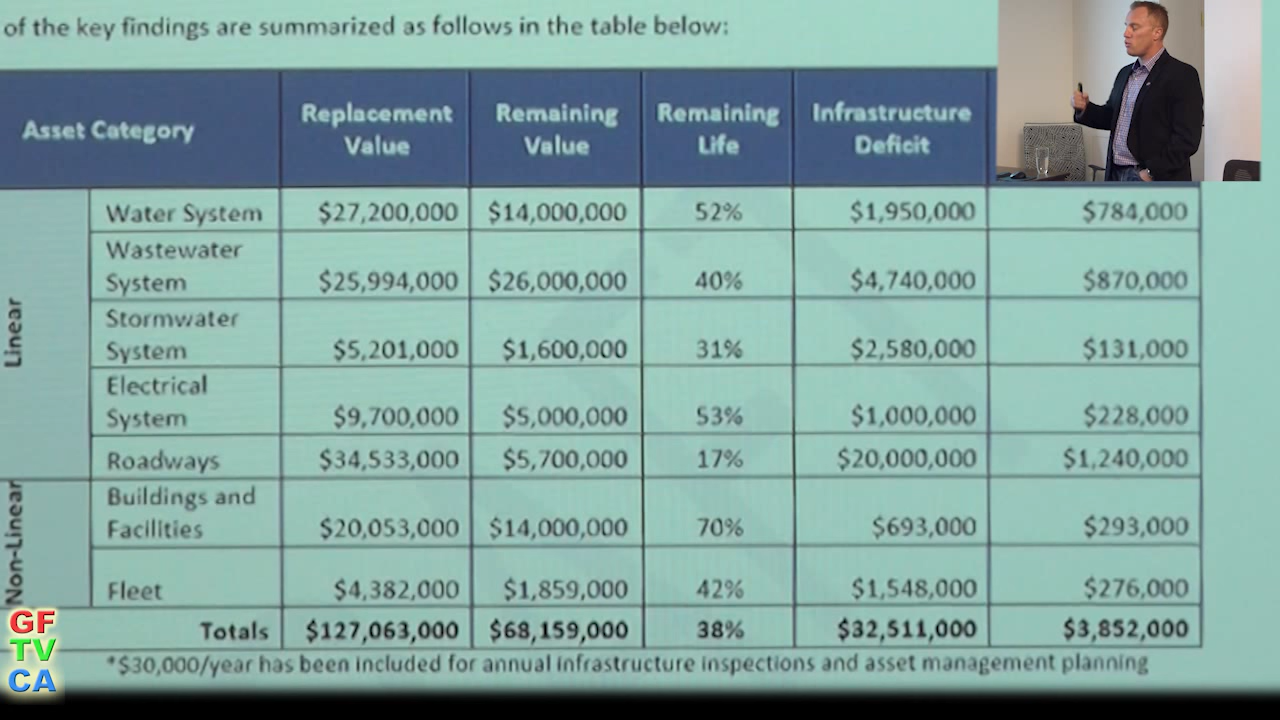 of the key findings are summarized as follows in the table below:
Asset Category Replacement Value Remaining Value Remaining Life Infrastructure Deficit
Linear
Water System $27,200,000 $14,000,000 52% $1,950,000 $784,000
Wastewater
System $25,994,000 $26,000,000 40% $4,740,000 $870,000
Stormwater
System $5,201,000 $1,600,000 31% $2,580,000 $131,000
Electrical
System $9,700,000 $5,000,000 53% $1,000,000 $228,000
Roadways $34,533,000 $5,700,000 17% $20,000,000 $1,240,000
Non-Linear
Buildings and
Facilities $20,053,000 $14,000,000 70% $693,000 $293,000
Fleet $4,382,000 $1,859,000 42% $1,548,000 $276,000
Totals $127,063,000 $68,159,000 38% $32,511,000 $3,852,000
*$30,000/year has been included for annual infrastructure inspections and asset management planning
GF
TV
CA